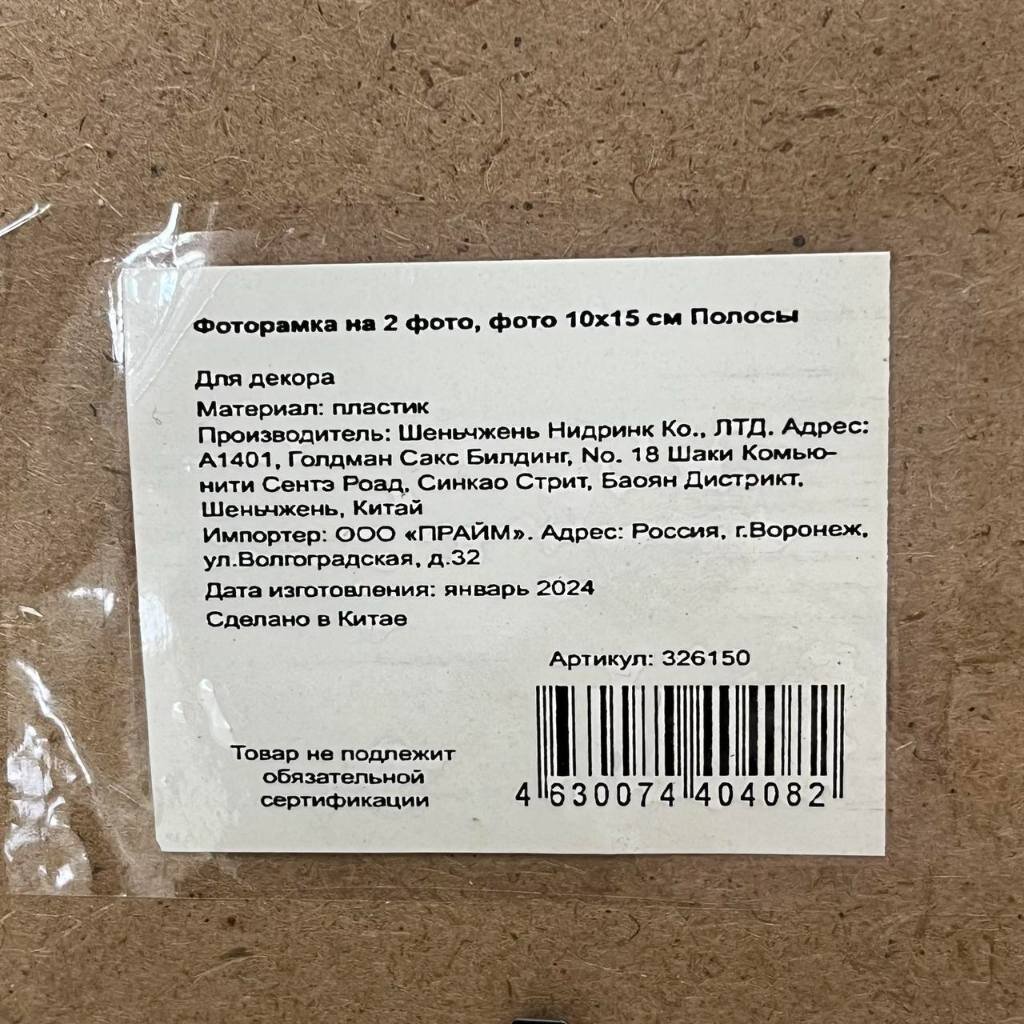 Фоторамка на 2 фото, фото 10х15 см Полосы
Для декора
Материал: пластик
Производитель: Шеньчжень Нидринк Ко., ЛТД. Адрес:
А1401, Голдман Сакс Билдинг, No. 18 Шаки Комью-
нити Сентэ Роад, Синкао Стрит, Баоян Дистрикт,
Шеньчжень, Китай
Импортер: ООО «ПРАЙМ». Адрес: Россия, г.Воронеж,
ул.Волгоградская, д.32
Дата изготовления: январь 2024
Сделано в Китае
Артикул: 326150
Товар не подлежит
обязательной
сертификации
4 630074 404082